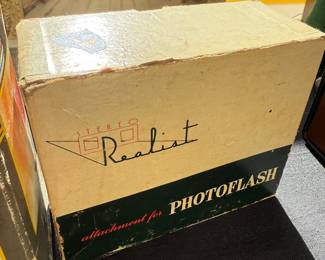 STEREO
Realist
attachment for PHOTOFLASH